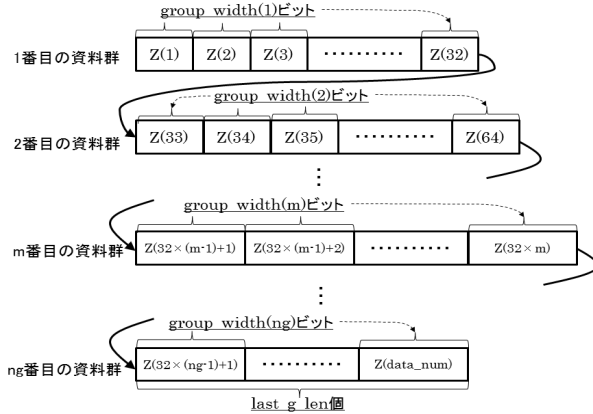 group width(1)ビット
1番目の資料群 Z(1) Z(2) Z(3) ·········· Z(32)
group width(2)ビット
2番目の資料群 Z(33) Z(34) Z(35) ·········· Z(64)
⋮
group width(m)ビット
m番目の資料群 Z(32×(m-1)+1) Z(32×(m-1)+2) ·········· Z(32×m)
⋮
group width(ng)ビット
ng番目の資料群 Z(32×(ng-1)+1) ·········· Z(data_num)
last g len個